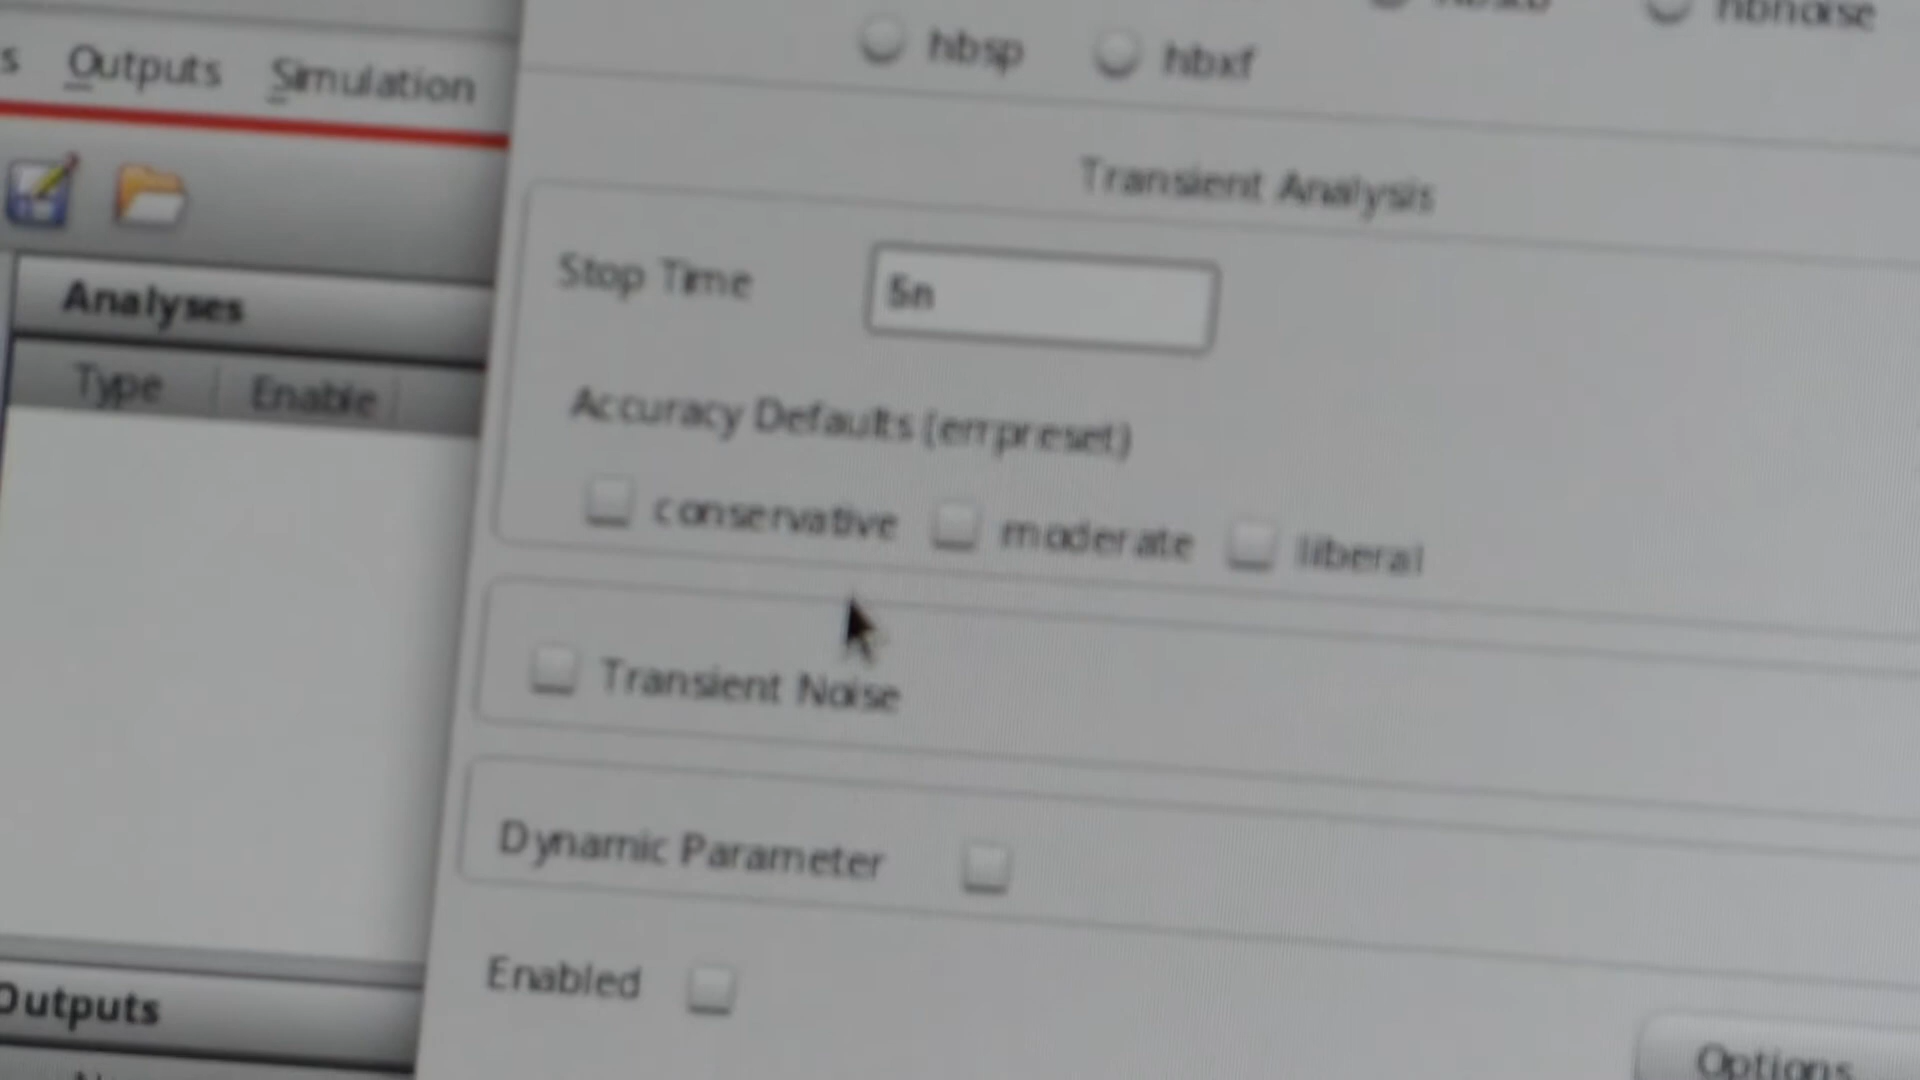 hbnoise
hbsp hbxf
s Outputs Simulation
Transient Analysis
Stop Time 5n
Analyses
Type Enable
Accuracy Defaults (errpreset)
conservative moderate liberal
Transient Noise
Dynamic Parameter
Enabled
Outputs
Options